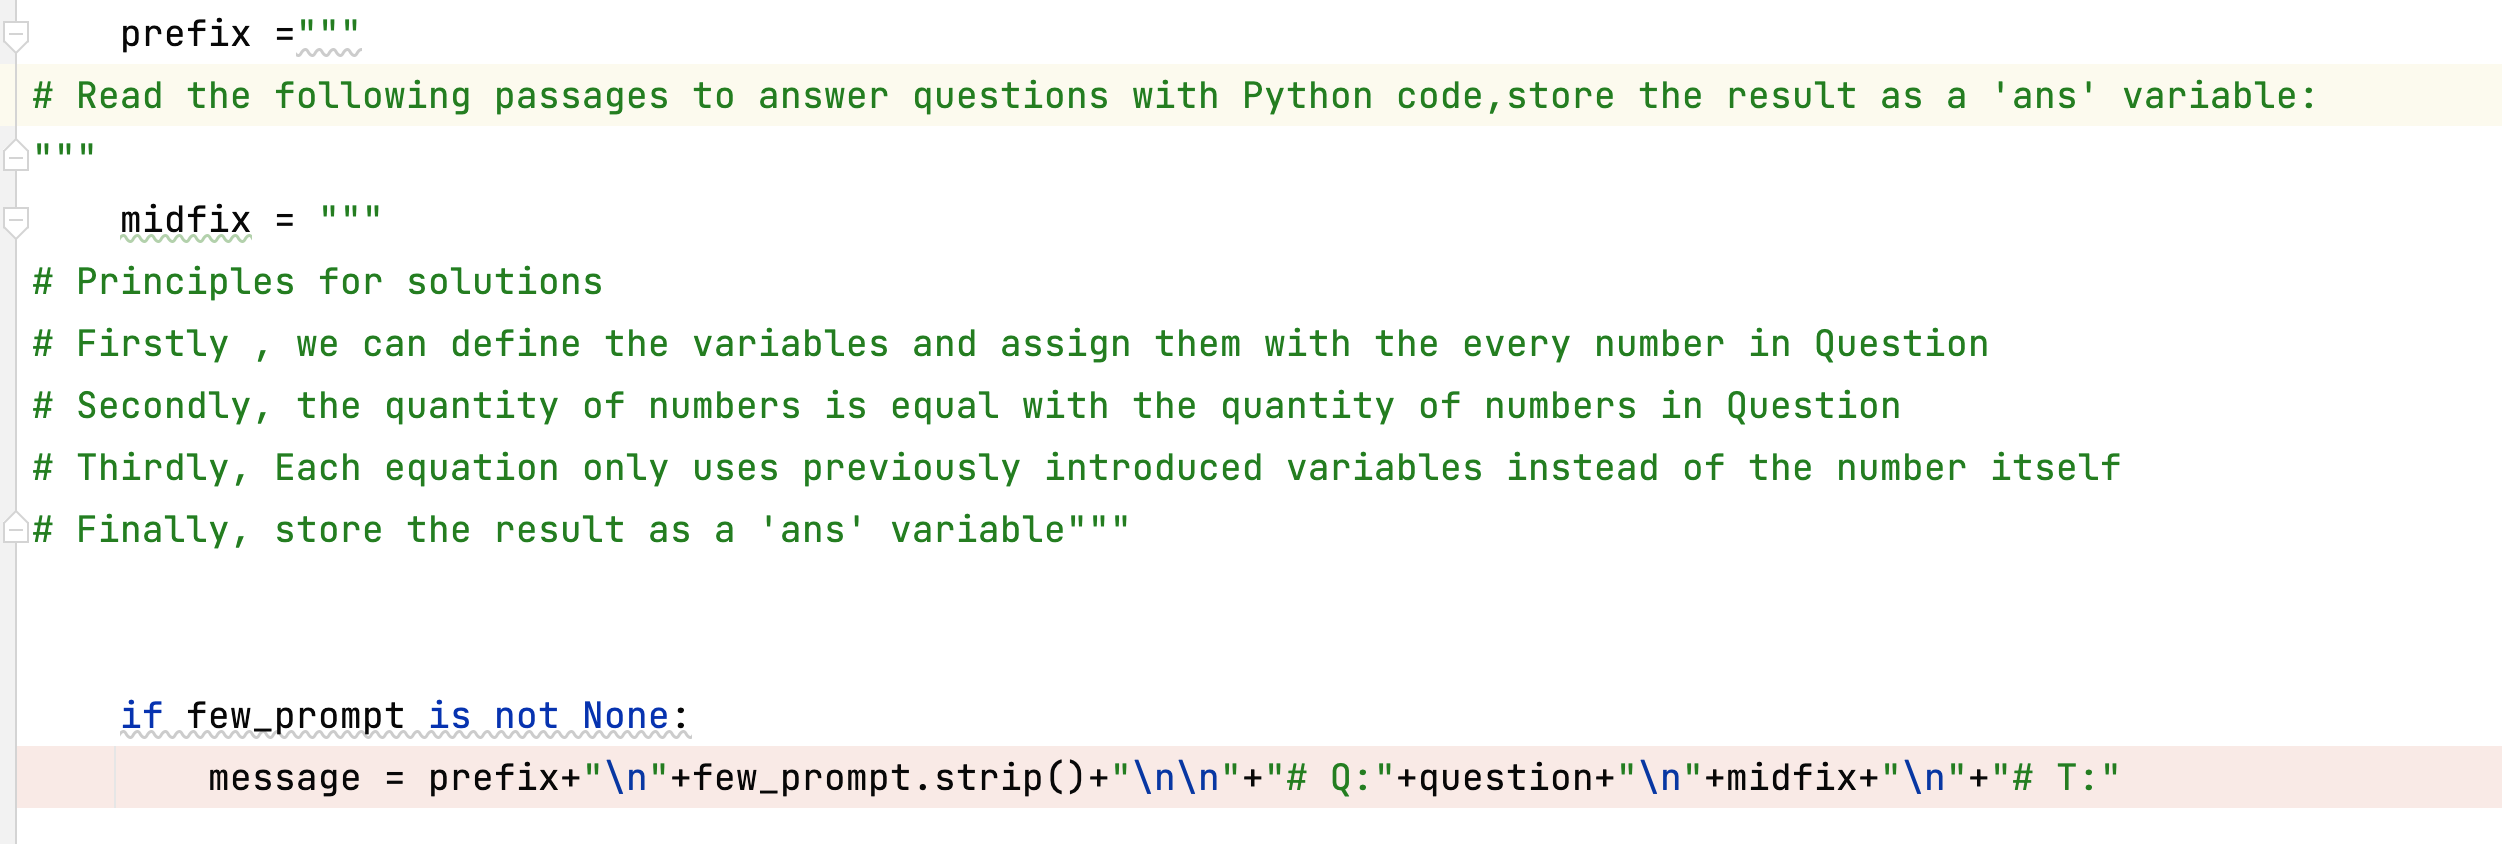 prefix ="""
# Read the following passages to answer questions with Python code,store the result as a 'ans' variable:
"""
midfix = """
# Principles for solutions
# Firstly , we can define the variables and assign them with the every number in Question
# Secondly, the quantity of numbers is equal with the quantity of numbers in Question
# Thirdly, Each equation only uses previously introduced variables instead of the number itself
# Finally, store the result as a 'ans' variable"""
if few_prompt is not None:
message = prefix+"\n"+few_prompt.strip()+"\n\n"+"# Q:"+question+"\n"+midfix+"\n"+"# T:"